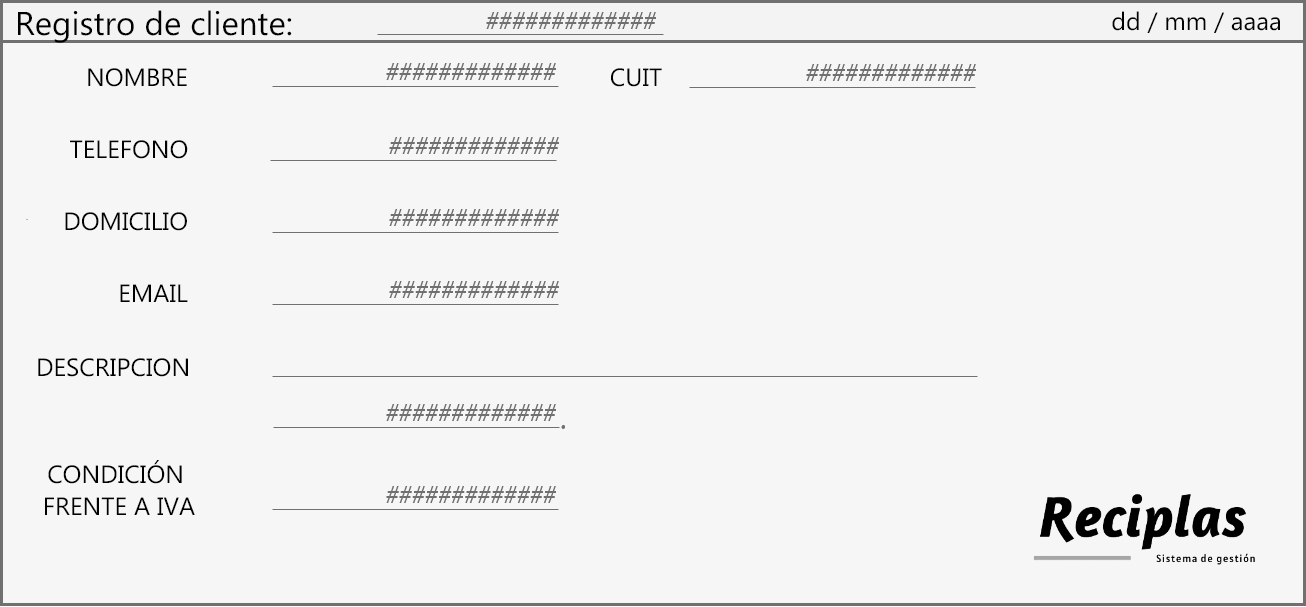 Registro de cliente: ############# dd / mm / aaaa
NOMBRE ############# CUIT #############
TELEFONO #############
DOMICILIO #############
EMAIL #############
DESCRIPCION
#############.
CONDICIÓN
FRENTE A IVA #############
Reciplas
Sistema de gestión